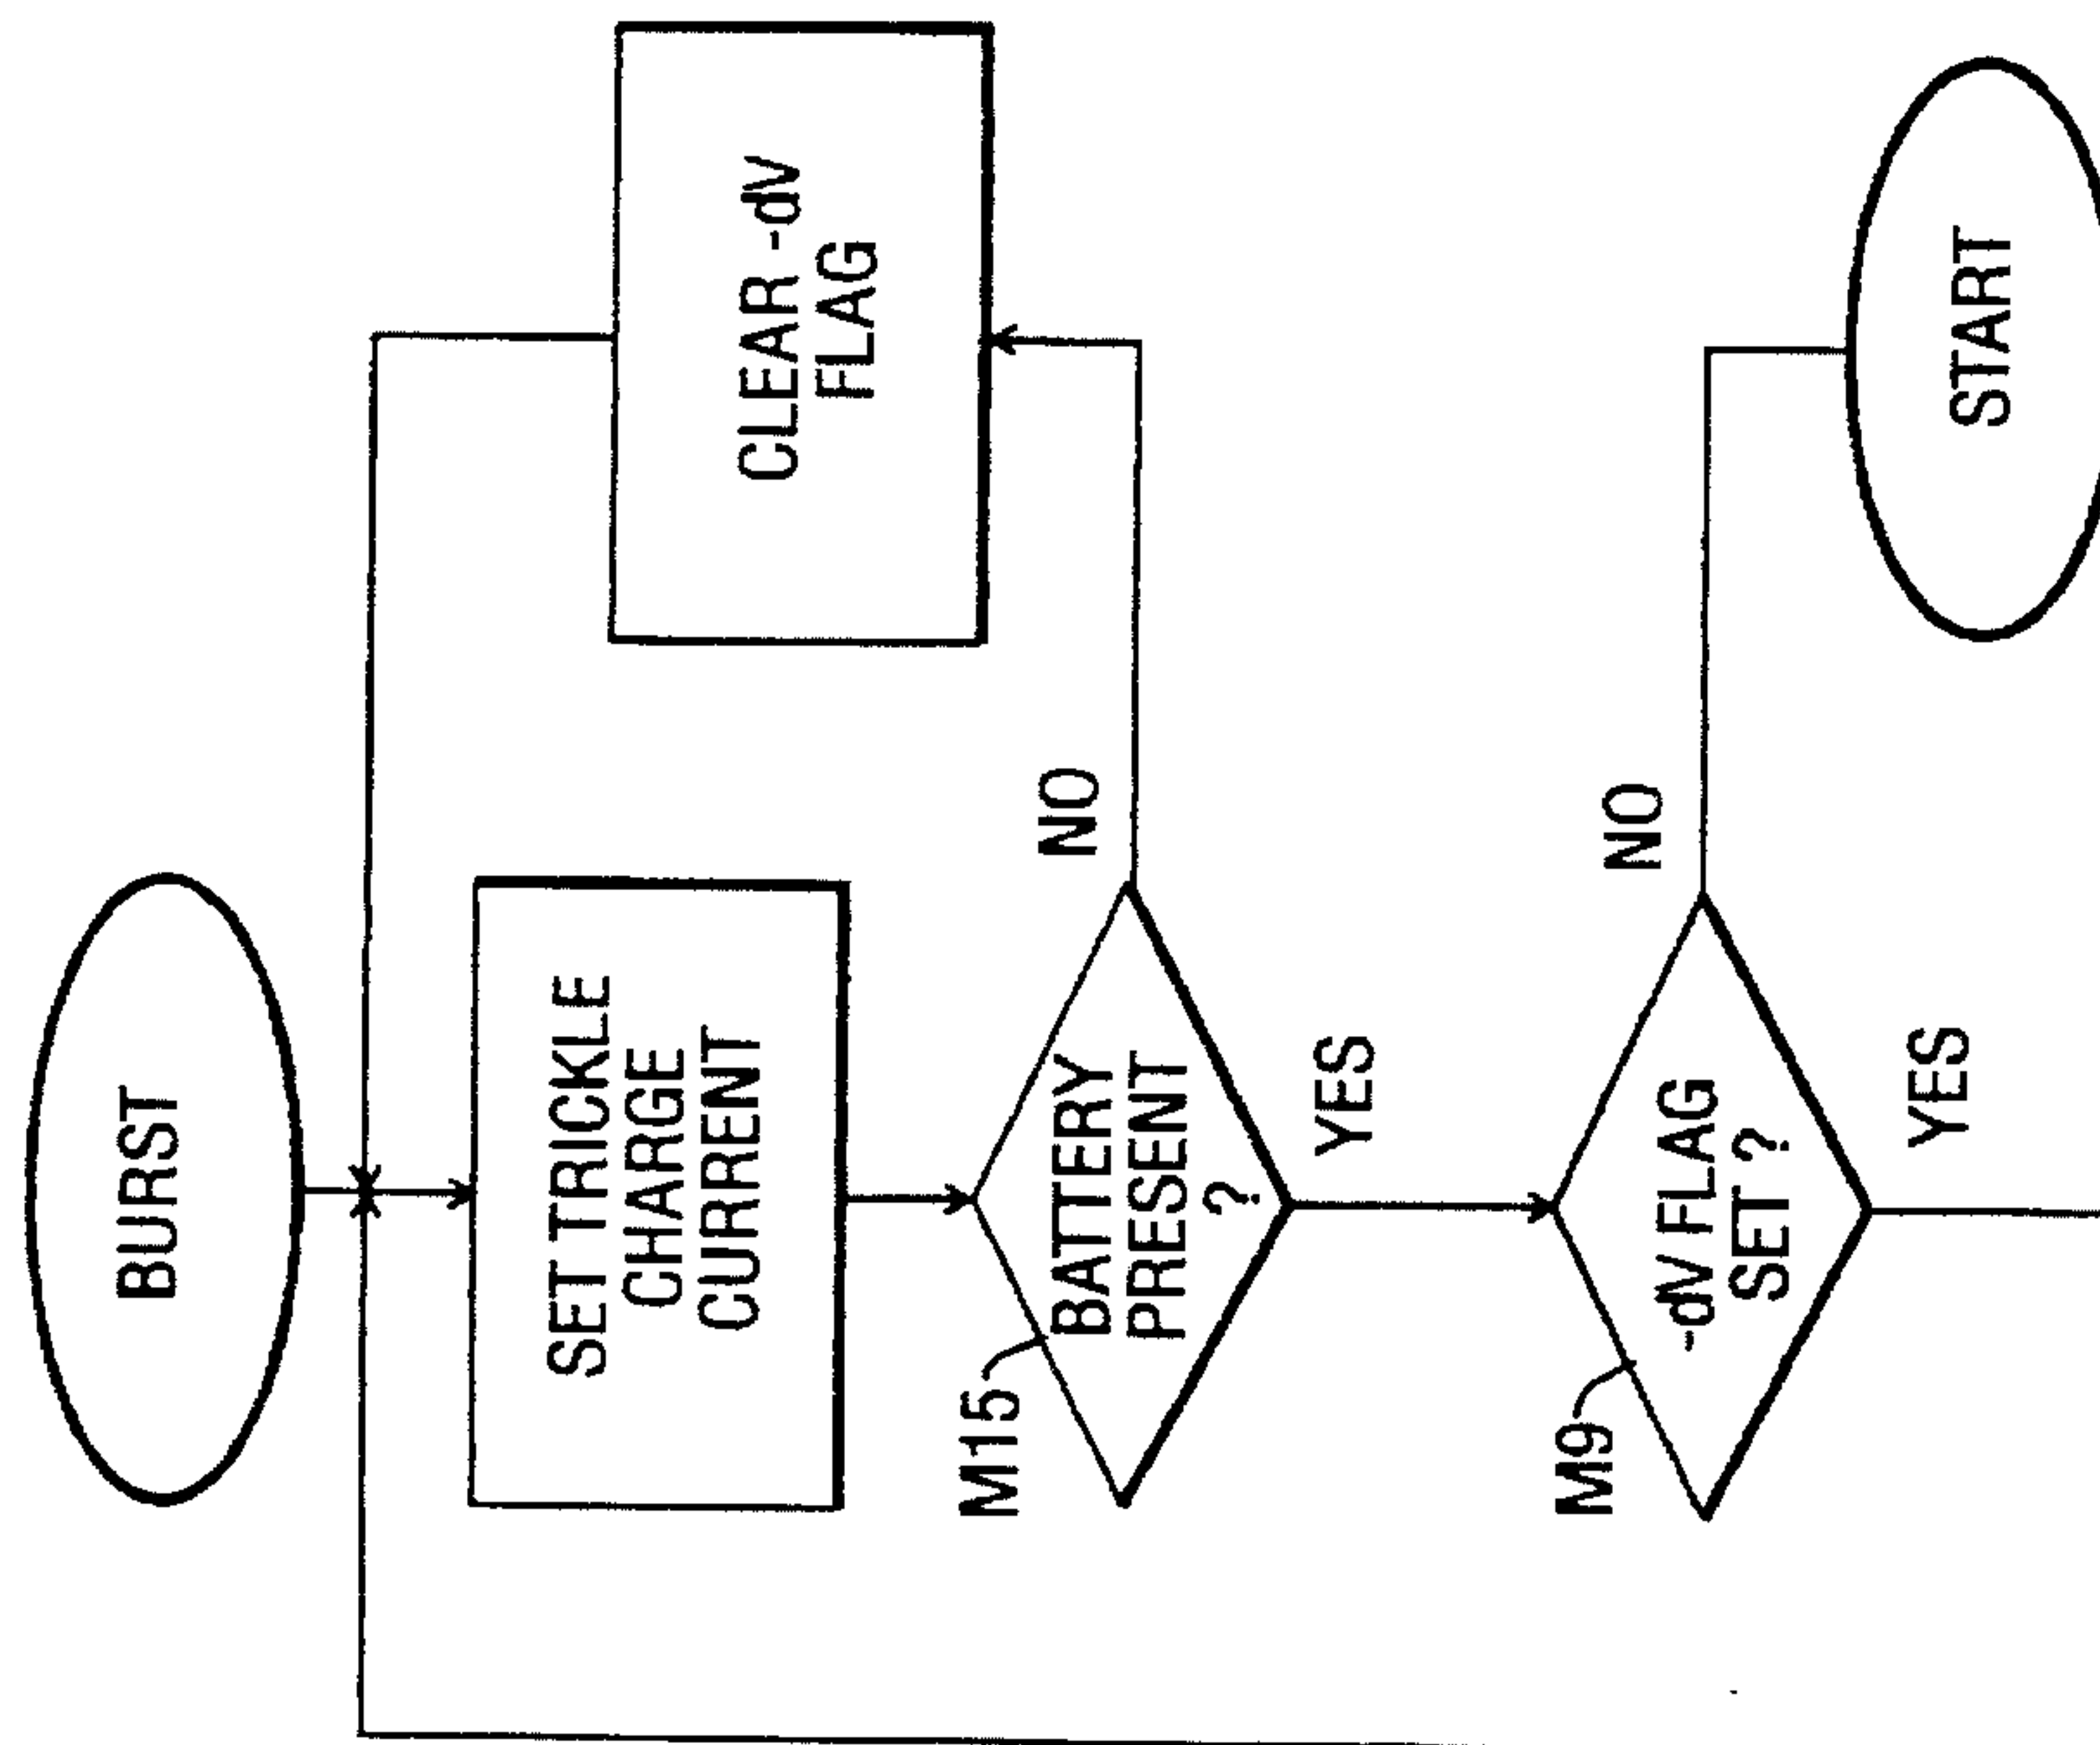 BURST
SET TRICKLE
CHARGE
CURRENT
CLEAR -dV
FLAG
M15
BATTERY
PRESENT
?
NO
YES
M9
-dV FLAG
SET ?
NO
YES
START